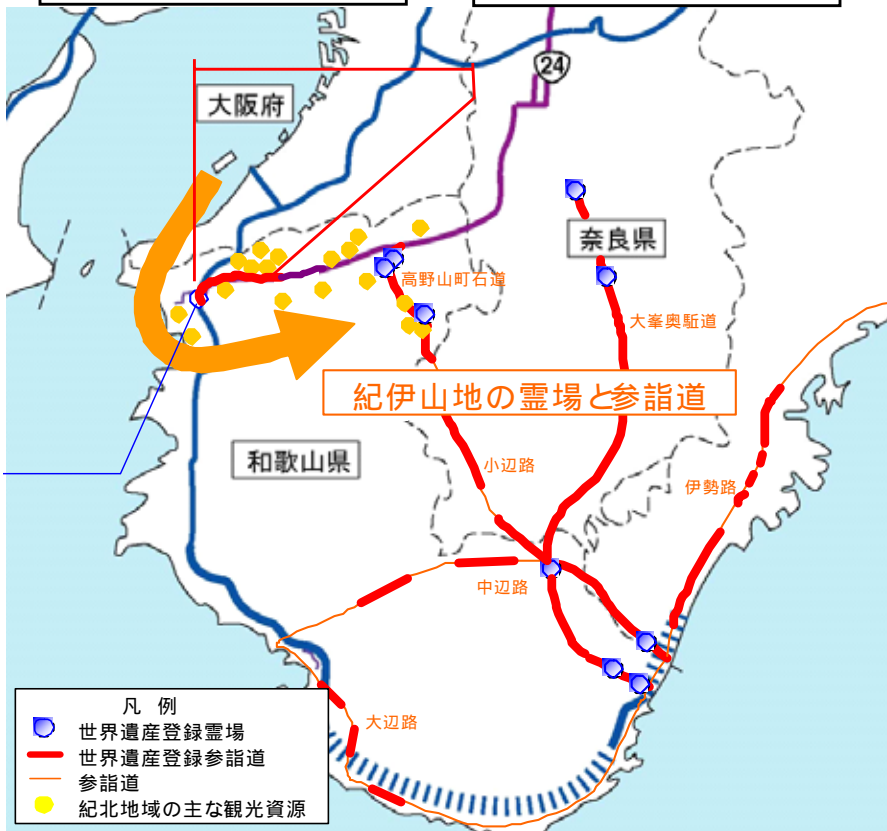 24
大阪府
奈良県
高野山町石道
大峯奥駈道
紀伊山地の霊場と参詣道
和歌山県
小辺路
伊勢路
中辺路
大辺路
凡 例
世界遺産登録霊場
世界遺産登録参詣道
参詣道
紀北地域の主な観光資源